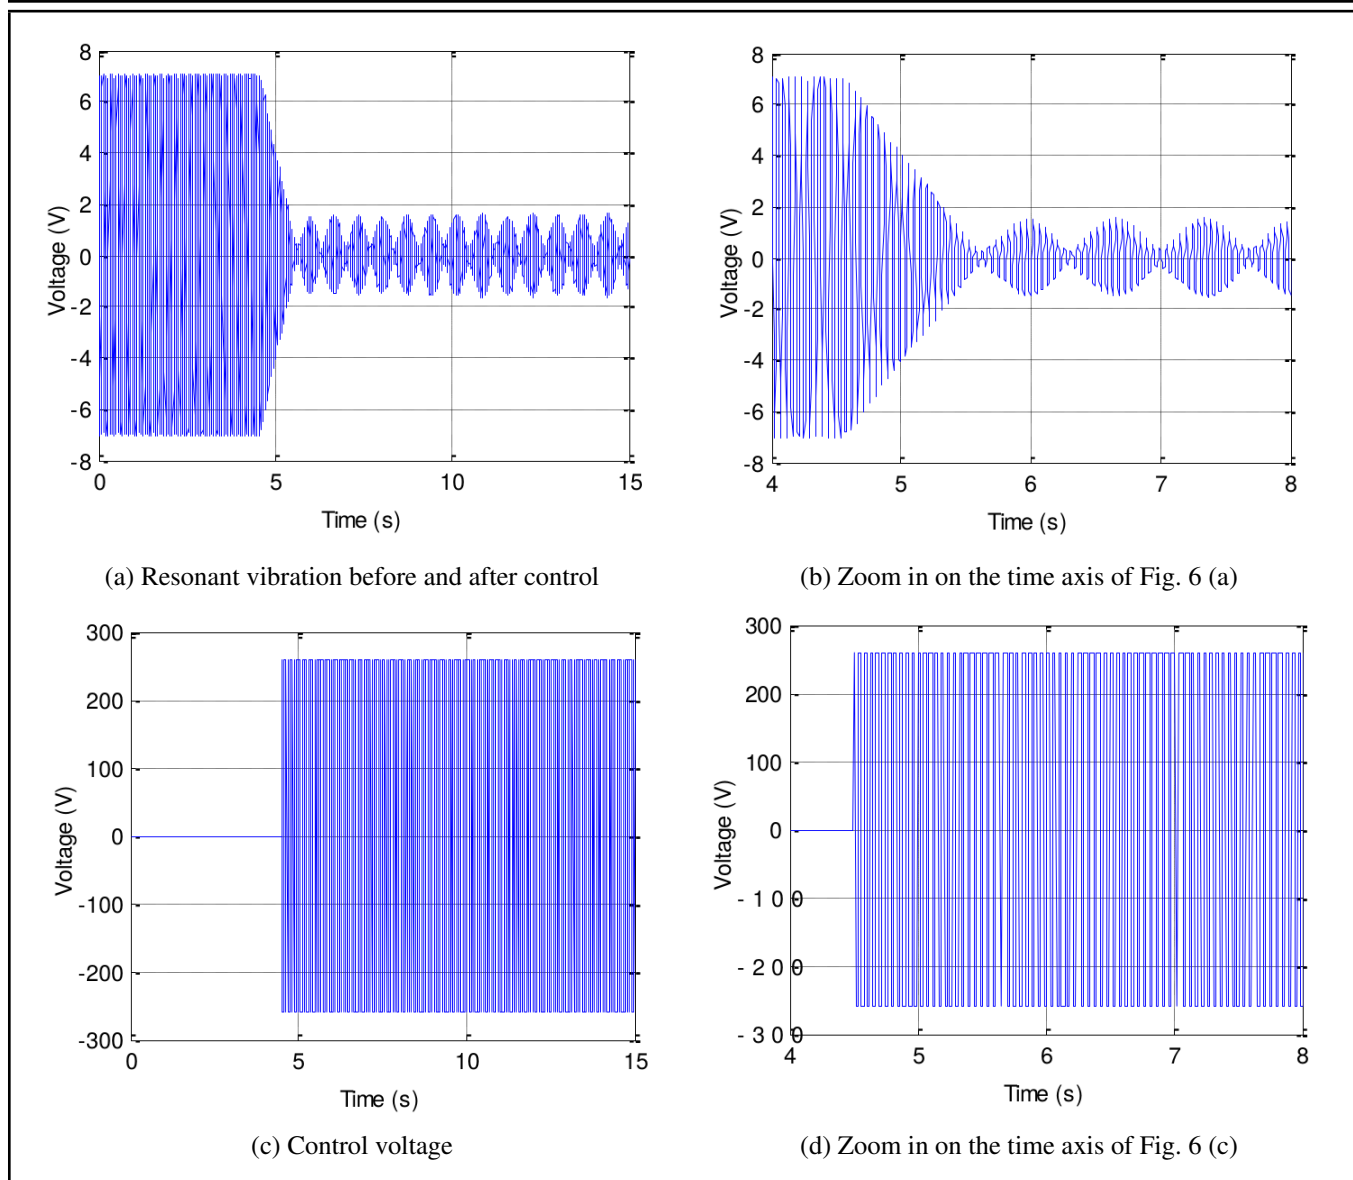 8
6
4
2
0
-2
-4
-6
-8
Voltage (V)
0 5 10 15
Time (s)
(a) Resonant vibration before and after control
8
6
4
2
0
-2
-4
-6
-8
Voltage (V)
4 5 6 7 8
Time (s)
(b) Zoom in on the time axis of Fig. 6 (a)
300
200
100
0
-100
-200
-300
Voltage (V)
0 5 10 15
Time (s)
(c) Control voltage
300
200
100
0
- 1 0 0
- 2 0 0
- 3 0 0
Voltage (V)
4 5 6 7 8
Time (s)
(d) Zoom in on the time axis of Fig. 6 (c)